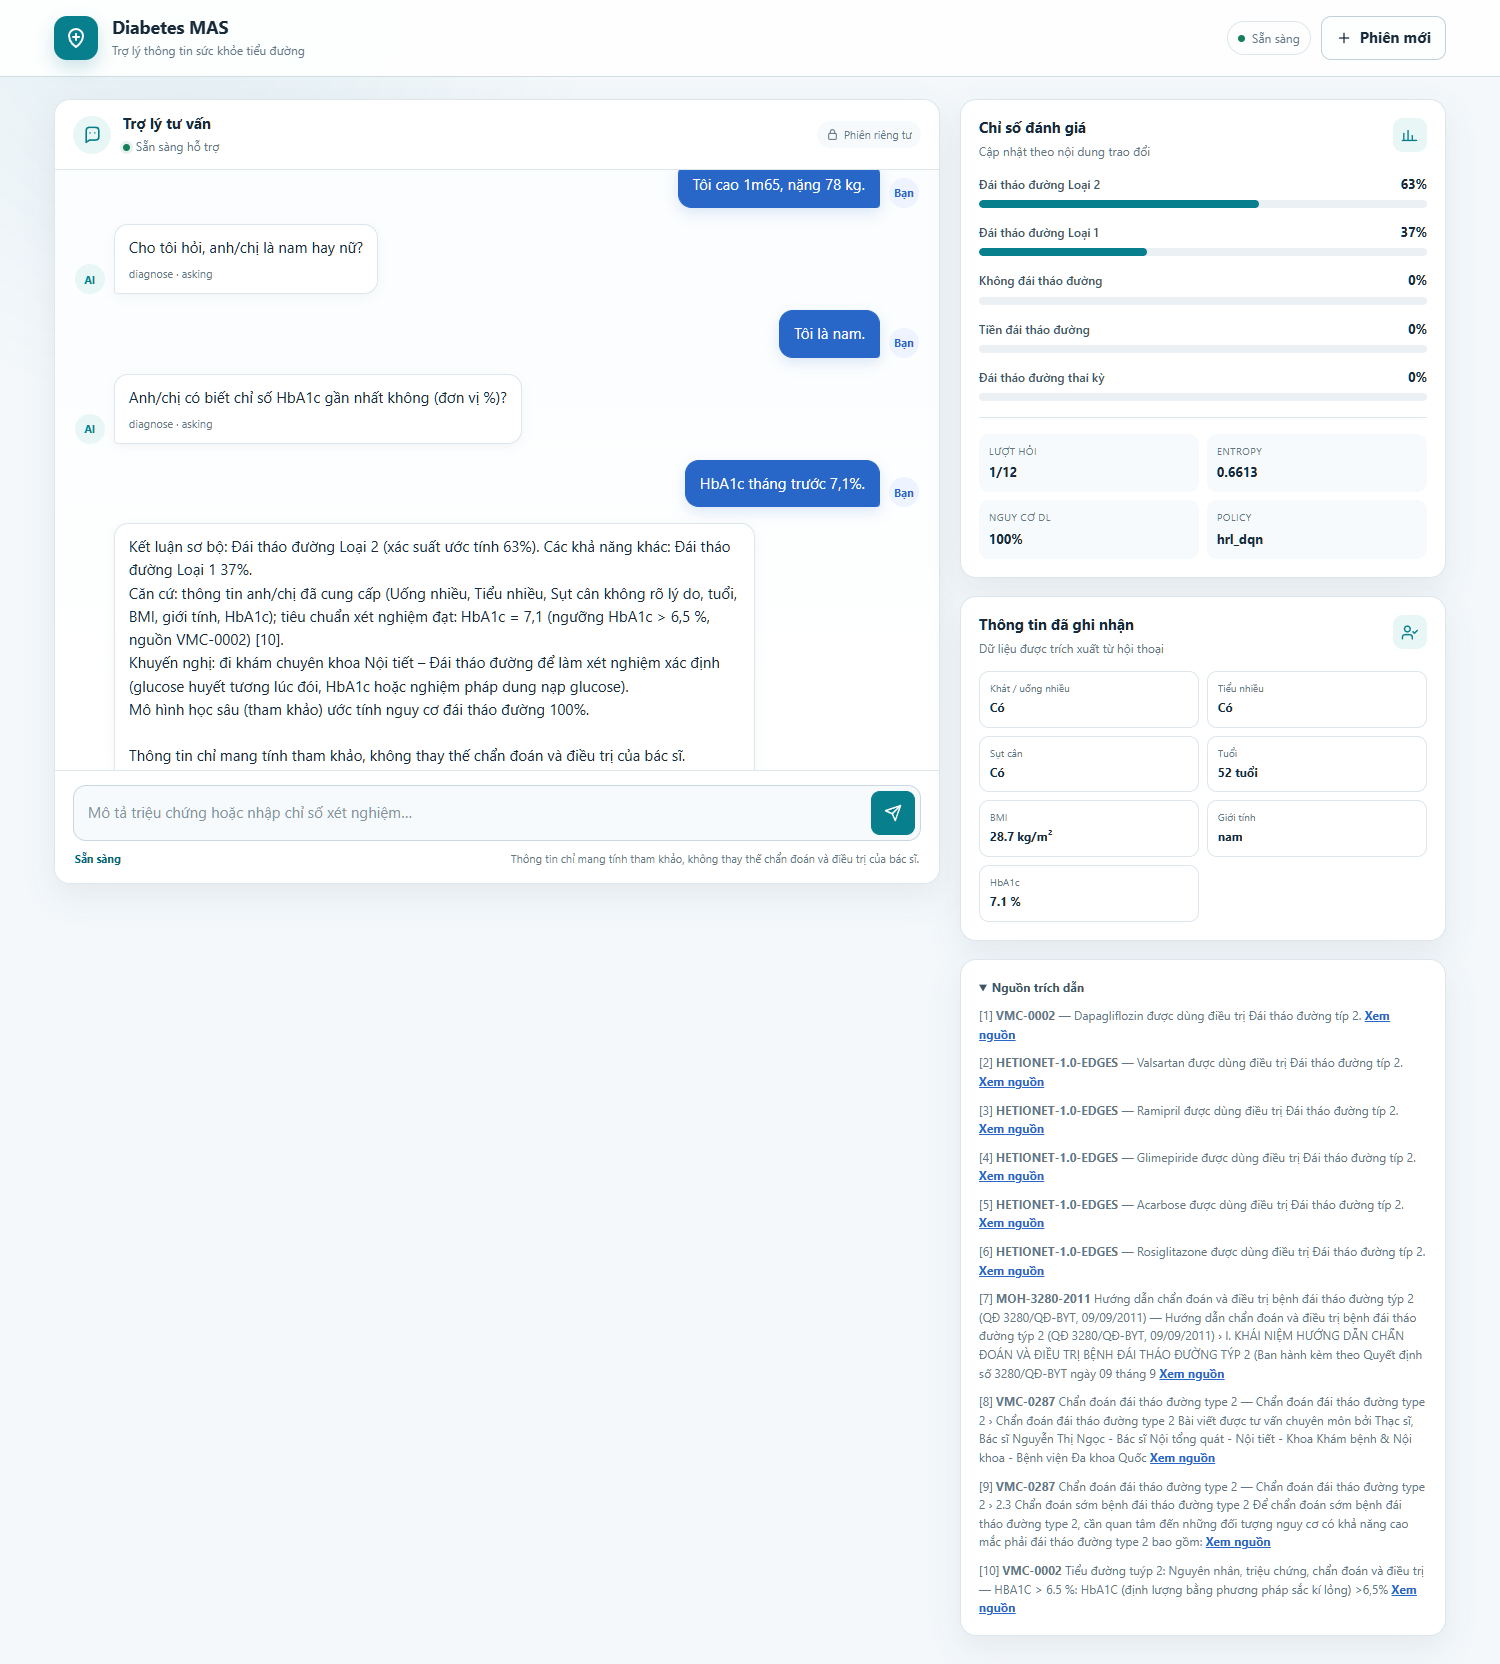 Diabetes MAS
Trợ lý thông tin sức khỏe tiểu đường
Sẵn sàng
Phiên mới
Trợ lý tư vấn
Sẵn sàng hỗ trợ
Phiên riêng tư
Tôi cao 1m65, nặng 78 kg.
Bạn
Cho tôi hỏi, anh/chị là nam hay nữ?
diagnose · asking
AI
Tôi là nam.
Bạn
Anh/chị có biết chỉ số HbA1c gần nhất không (đơn vị %)?
diagnose · asking
AI
HbA1c tháng trước 7,1%.
Bạn
Kết luận sơ bộ: Đái tháo đường Loại 2 (xác suất ước tính 63%). Các khả năng khác: Đái tháo
đường Loại 1 37%.
Căn cứ: thông tin anh/chị đã cung cấp (Uống nhiều, Tiểu nhiều, Sụt cân không rõ lý do, tuổi,
BMI, giới tính, HbA1c); tiêu chuẩn xét nghiệm đạt: HbA1c = 7,1 (ngưỡng HbA1c > 6,5 %,
nguồn VMC-0002) [10].
Khuyến nghị: đi khám chuyên khoa Nội tiết – Đái tháo đường để làm xét nghiệm xác định
(glucose huyết tương lúc đói, HbA1c hoặc nghiệm pháp dung nạp glucose).
Mô hình học sâu (tham khảo) ước tính nguy cơ đái tháo đường 100%.
Thông tin chỉ mang tính tham khảo, không thay thế chẩn đoán và điều trị của bác sĩ.
Mô tả triệu chứng hoặc nhập chỉ số xét nghiệm...
Sẵn sàng
Thông tin chỉ mang tính tham khảo, không thay thế chẩn đoán và điều trị của bác sĩ.
Chỉ số đánh giá
Cập nhật theo nội dung trao đổi
Đái tháo đường Loại 2 63%
Đái tháo đường Loại 1 37%
Không đái tháo đường 0%
Tiền đái tháo đường 0%
Đái tháo đường thai kỳ 0%
LƯỢT HỎI
1/12
ENTROPY
0.6613
NGUY CƠ DL
100%
POLICY
hrl_dqn
Thông tin đã ghi nhận
Dữ liệu được trích xuất từ hội thoại
Khát / uống nhiều
Có
Tiểu nhiều
Có
Sụt cân
Có
Tuổi
52 tuổi
BMI
28.7 kg/m²
Giới tính
nam
HbA1c
7.1 %
▼ Nguồn trích dẫn
[1] VMC-0002 — Dapagliflozin được dùng điều trị Đái tháo đường típ 2. Xem
nguồn
[2] HETIONET-1.0-EDGES — Valsartan được dùng điều trị Đái tháo đường típ 2.
Xem nguồn
[3] HETIONET-1.0-EDGES — Ramipril được dùng điều trị Đái tháo đường típ 2.
Xem nguồn
[4] HETIONET-1.0-EDGES — Glimepiride được dùng điều trị Đái tháo đường típ 2.
Xem nguồn
[5] HETIONET-1.0-EDGES — Acarbose được dùng điều trị Đái tháo đường típ 2.
Xem nguồn
[6] HETIONET-1.0-EDGES — Rosiglitazone được dùng điều trị Đái tháo đường típ 2.
Xem nguồn
[7] MOH-3280-2011 Hướng dẫn chẩn đoán và điều trị bệnh đái tháo đường týp 2
(QĐ 3280/QĐ-BYT, 09/09/2011) — Hướng dẫn chẩn đoán và điều trị bệnh đái tháo
đường týp 2 (QĐ 3280/QĐ-BYT, 09/09/2011) › I. KHÁI NIỆM HƯỚNG DẪN CHẨN
ĐOÁN VÀ ĐIỀU TRỊ BỆNH ĐÁI THÁO ĐƯỜNG TÝP 2 (Ban hành kèm theo Quyết định
số 3280/QĐ-BYT ngày 09 tháng 9 Xem nguồn
[8] VMC-0287 Chẩn đoán đái tháo đường type 2 — Chẩn đoán đái tháo đường type
2 › Chẩn đoán đái tháo đường type 2 Bài viết được tư vấn chuyên môn bởi Thạc sĩ,
Bác sĩ Nguyễn Thị Ngọc - Bác sĩ Nội tổng quát - Nội tiết - Khoa Khám bệnh & Nội
khoa - Bệnh viện Đa khoa Quốc Xem nguồn
[9] VMC-0287 Chẩn đoán đái tháo đường type 2 — Chẩn đoán đái tháo đường type
2 › 2.3 Chẩn đoán sớm bệnh đái tháo đường type 2 Để chẩn đoán sớm bệnh đái
tháo đường type 2, cần quan tâm đến những đối tượng nguy cơ có khả năng cao
mắc phải đái tháo đường type 2 bao gồm: Xem nguồn
[10] VMC-0002 Tiểu đường tuýp 2: Nguyên nhân, triệu chứng, chẩn đoán và điều trị
— HBA1C > 6.5 %: HbA1C (định lượng bằng phương pháp sắc kí lỏng) >6,5% Xem
nguồn